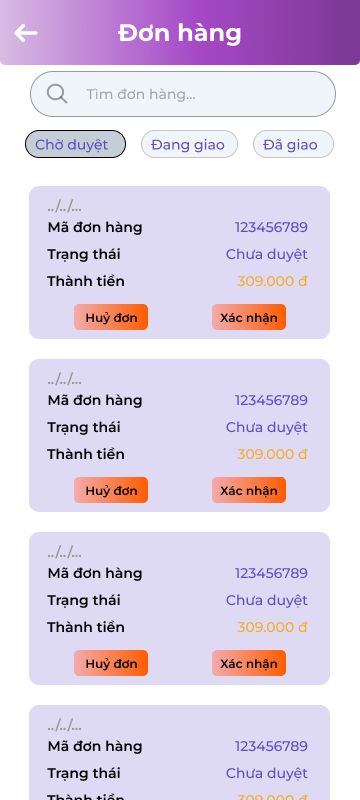 Đơn hàng
Tìm đơn hàng...
Chờ duyệt Đang giao Đã giao
../../...
Mã đơn hàng 123456789
Trạng thái Chưa duyệt
Thành tiền 309.000 đ
Huỷ đơn Xác nhận
../../...
Mã đơn hàng 123456789
Trạng thái Chưa duyệt
Thành tiền 309.000 đ
Huỷ đơn Xác nhận
../../...
Mã đơn hàng 123456789
Trạng thái Chưa duyệt
Thành tiền 309.000 đ
Huỷ đơn Xác nhận
../../...
Mã đơn hàng 123456789
Trạng thái Chưa duyệt
Thành tiền 309.000 đ